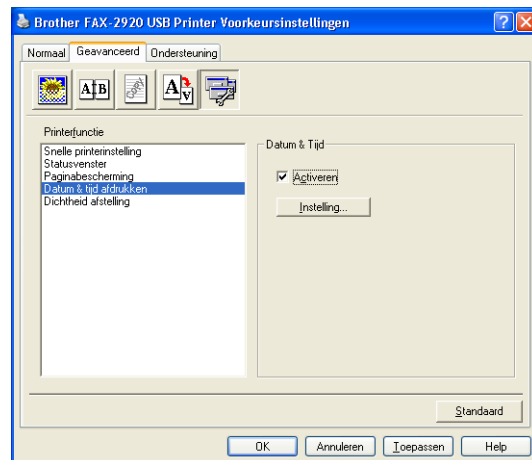 Brother FAX-2920 USB Printer Voorkeursinstellingen
Normaal Geavanceerd Ondersteuning
A B
A A
Printerfunctie
Snelle printerinstelling
Statusvenster
Paginabescherming
Datum & tijd afdrukken
Dichtheid afstelling
Datum & Tijd
Activeren
Instelling...
Standaard
OK Annuleren Toepassen Help